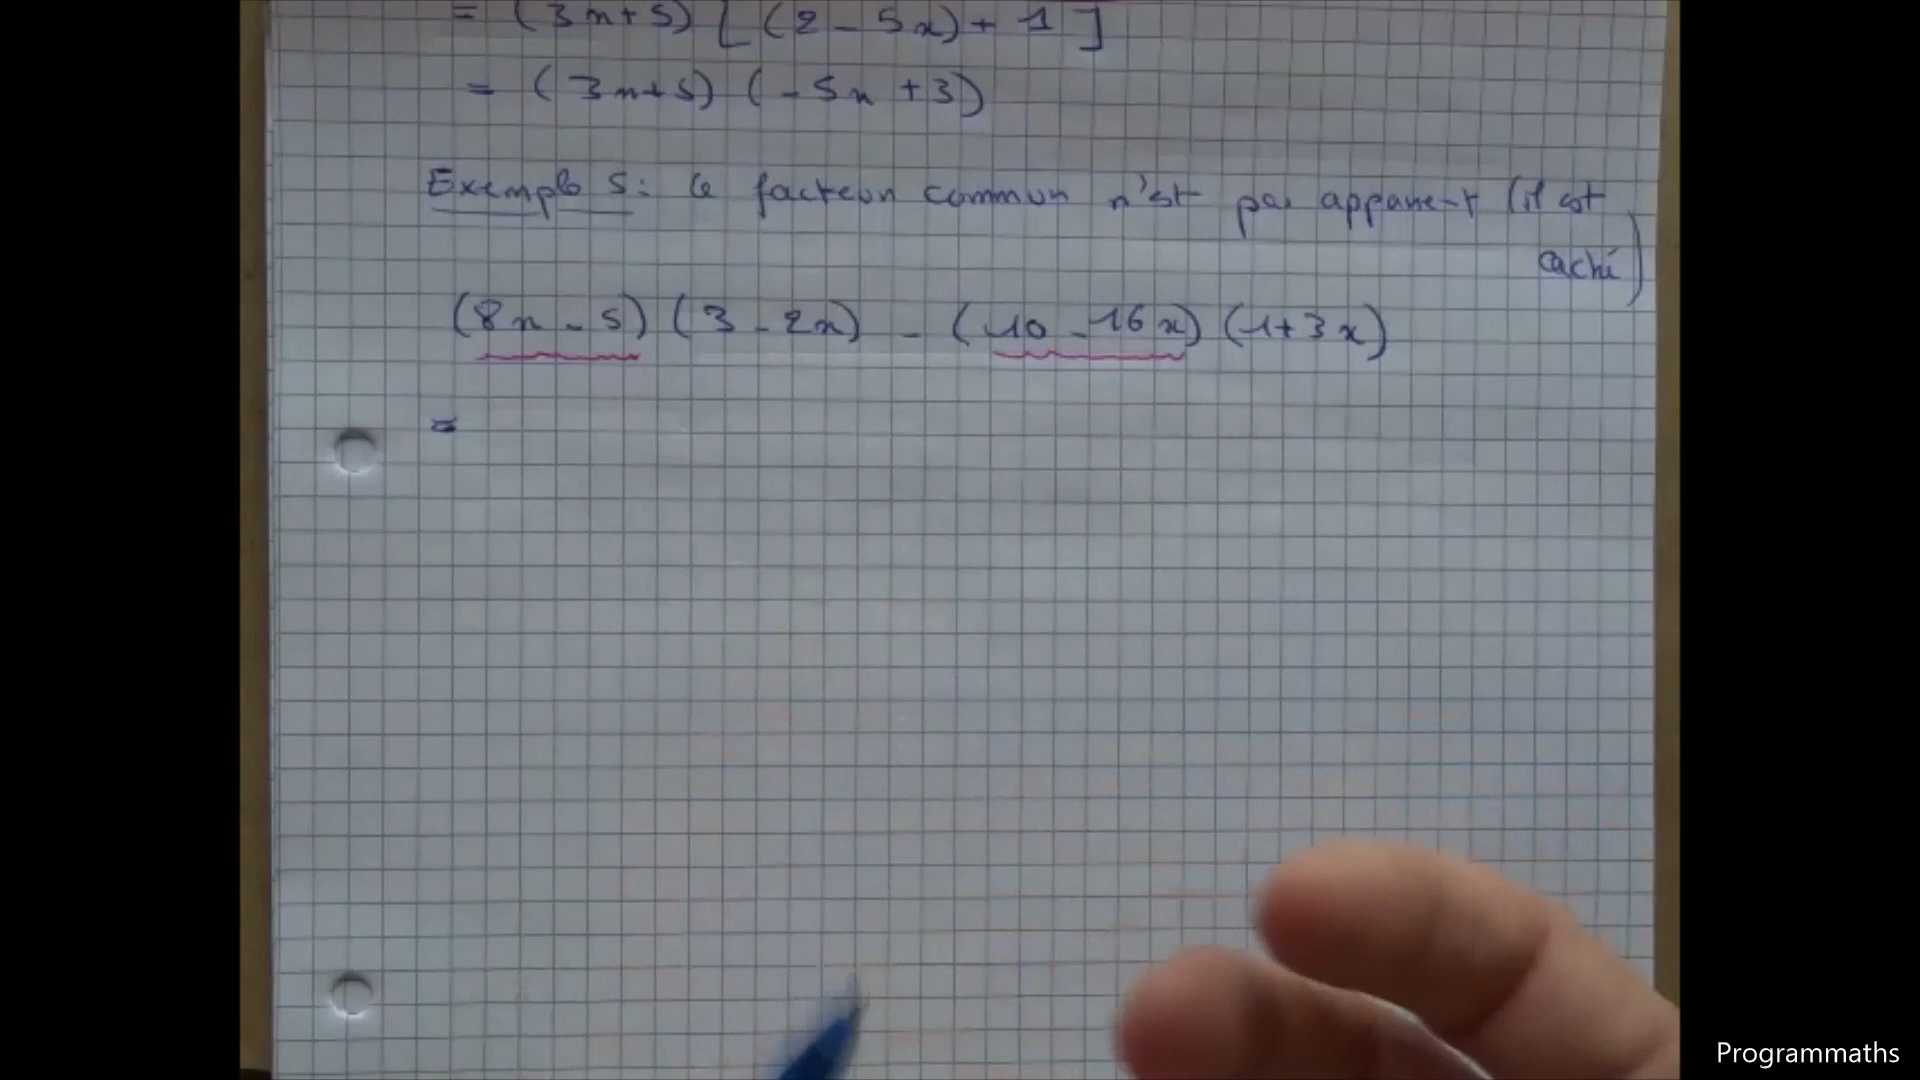 = (3x+5) [(2-5x)+1]
= (3x+5) (-5x+3)
Exemple 5: le facteur commun n'est pas apparent (il est
caché)
(8x-5) (3-2x) - (10-16x) (1+3x)
=
Programmaths